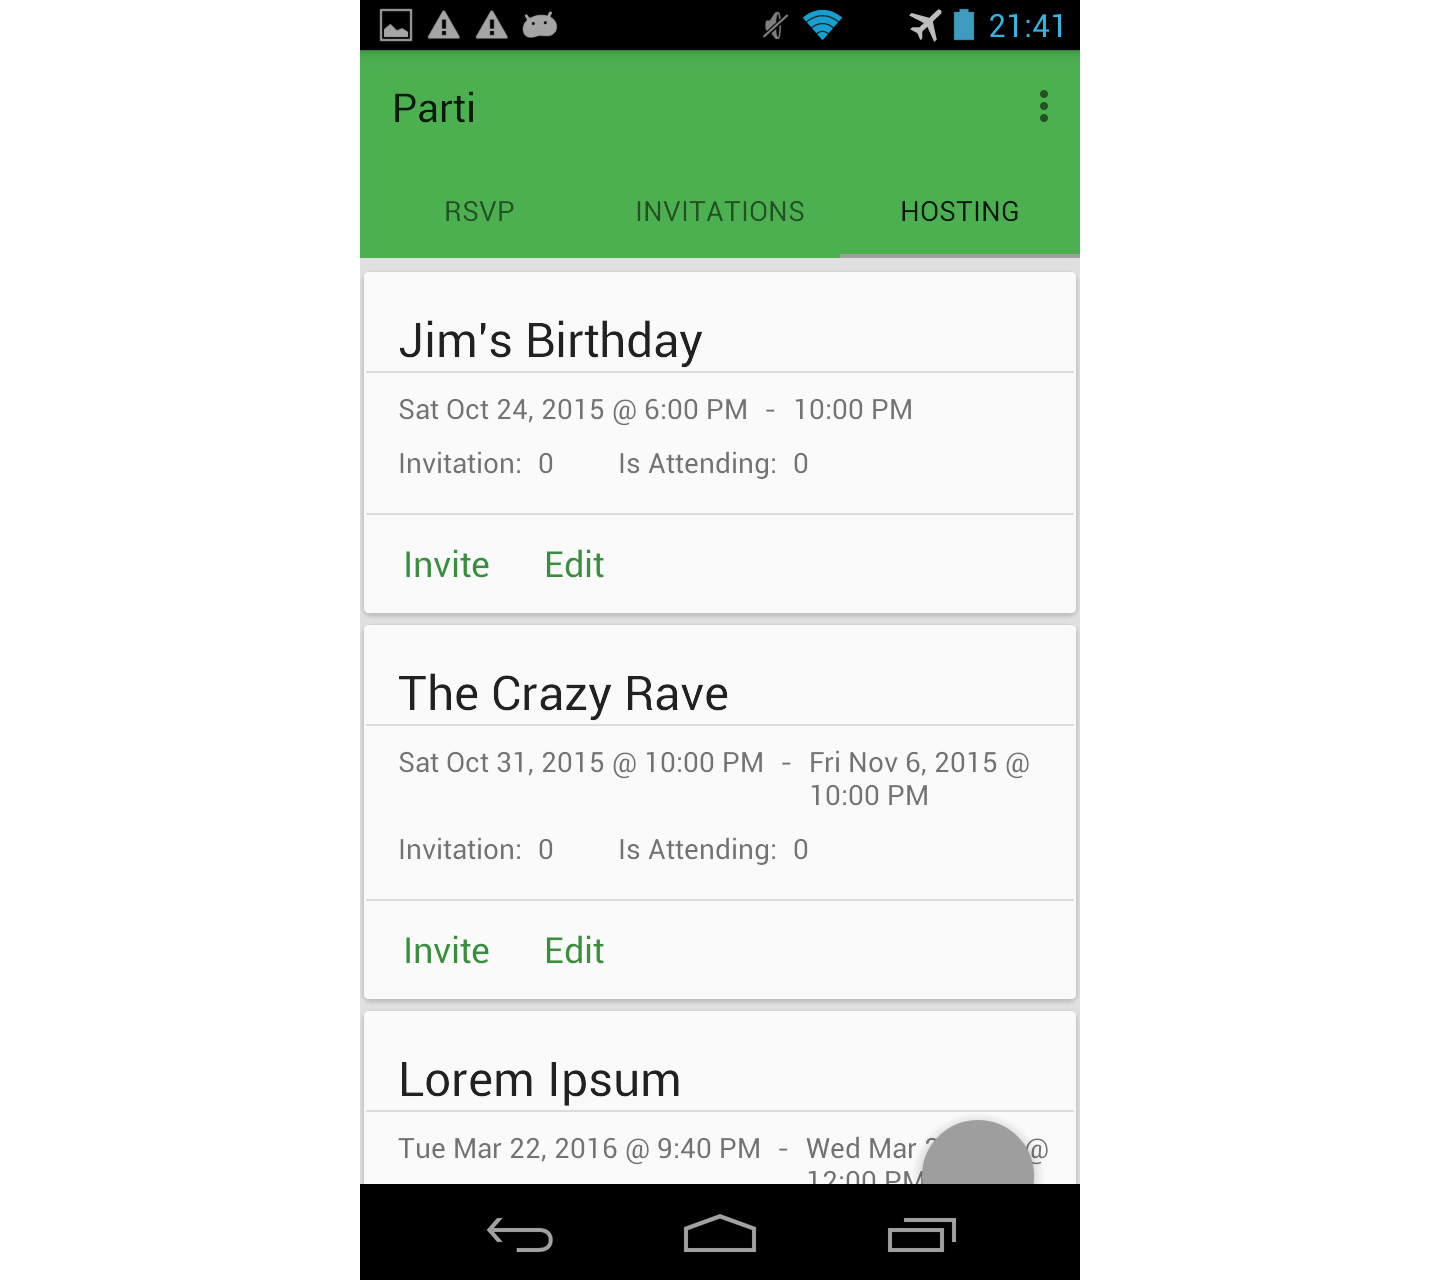 21:41
Parti
RSVP INVITATIONS HOSTING
Jim's Birthday
Sat Oct 24, 2015 @ 6:00 PM - 10:00 PM
Invitation: 0 Is Attending: 0
Invite Edit
The Crazy Rave
Sat Oct 31, 2015 @ 10:00 PM - Fri Nov 6, 2015 @
10:00 PM
Invitation: 0 Is Attending: 0
Invite Edit
Lorem Ipsum
Tue Mar 22, 2016 @ 9:40 PM - Wed Mar @
12:00 PM